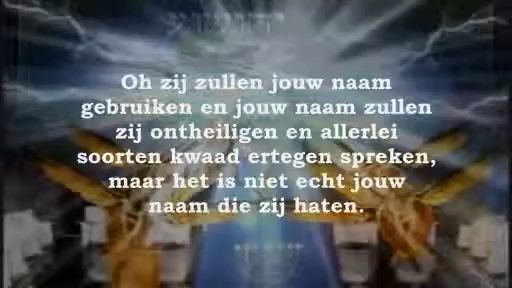 Oh zij zullen jouw naam
gebruiken en jouw naam zullen
zij ontheiligen en allerlei
soorten kwaad ertegen spreken,
maar het is niet echt jouw
naam die zij haten.